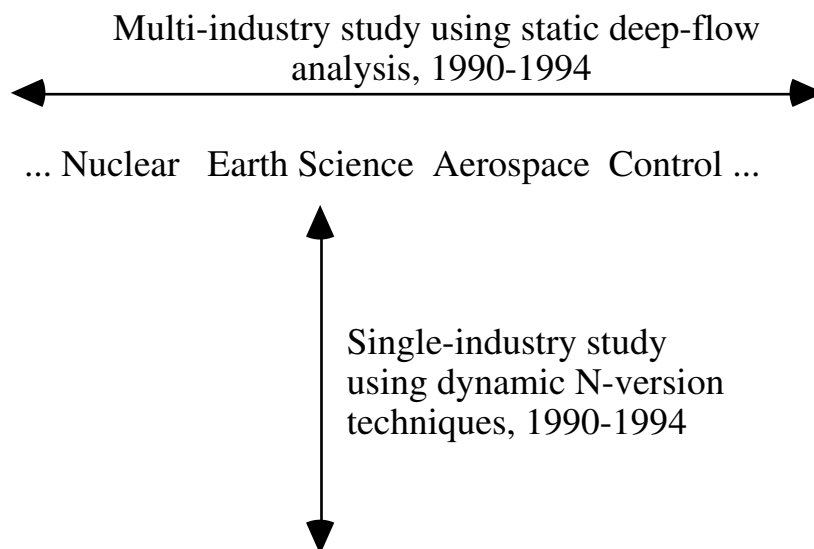 Multi-industry study using static deep-flow
analysis, 1990-1994
... Nuclear Earth Science Aerospace Control ...
Single-industry study
using dynamic N-version
techniques, 1990-1994